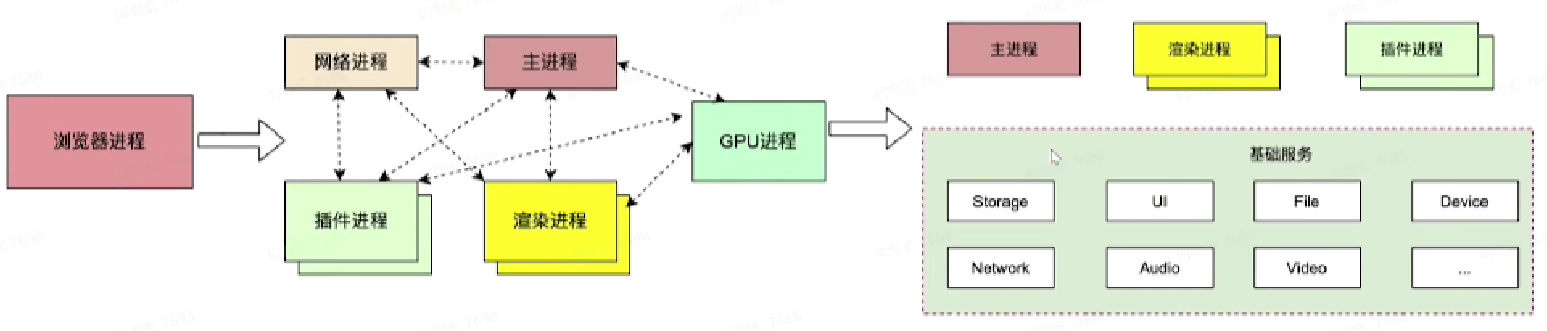 浏览器进程
网络进程
主进程
插件进程
渲染进程
GPU进程
主进程
渲染进程
插件进程
基础服务
Storage
UI
File
Device
Network
Audio
Video
...